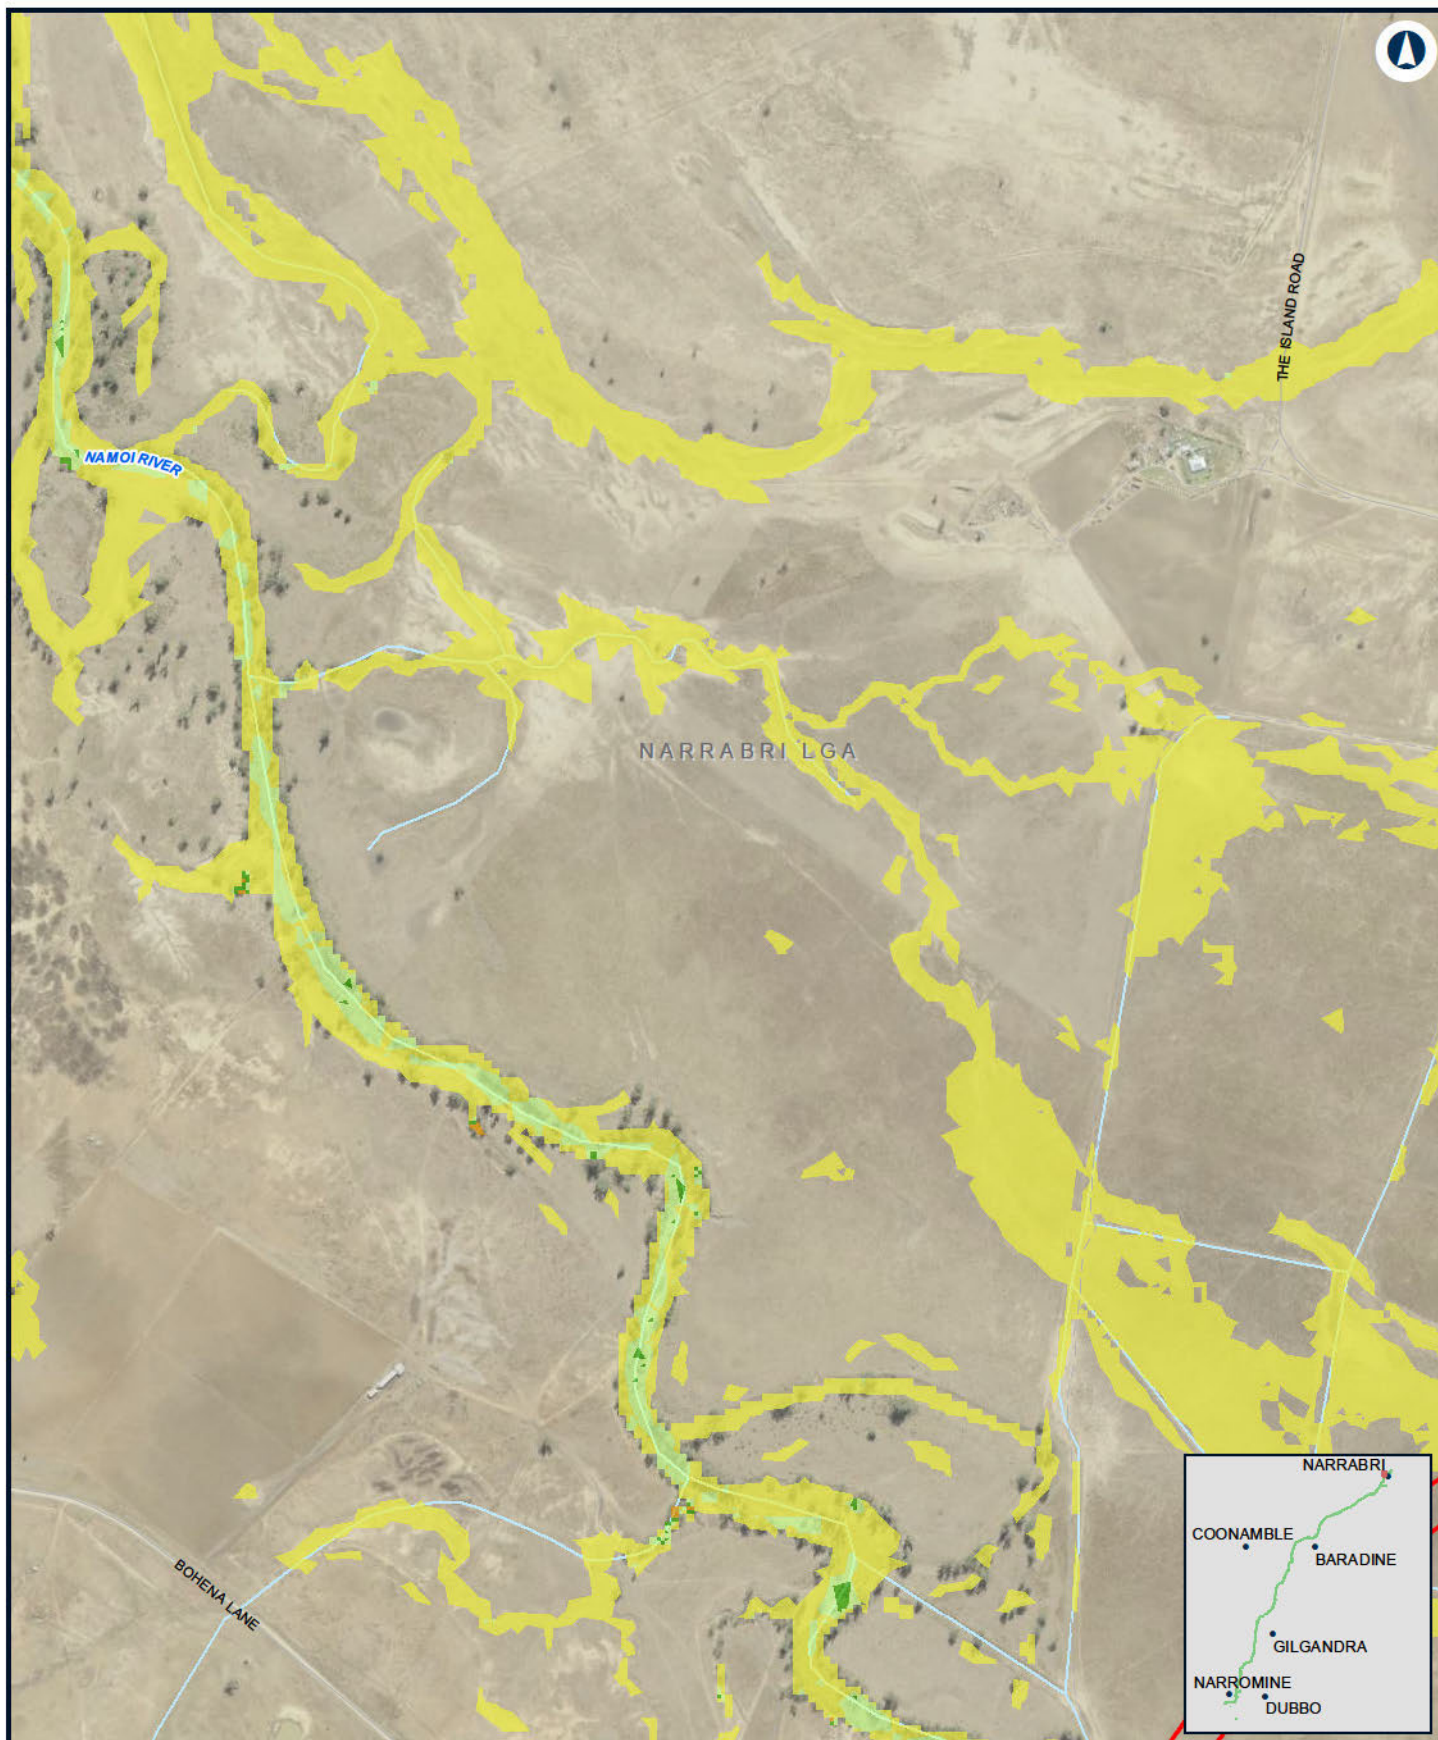 THE ISLAND ROAD
NAMOI RIVER
NARRABRI LGA
BOHENA LANE
NARRABRI
COONAMBLE
BARADINE
GILGANDRA
NARROMINE
DUBBO